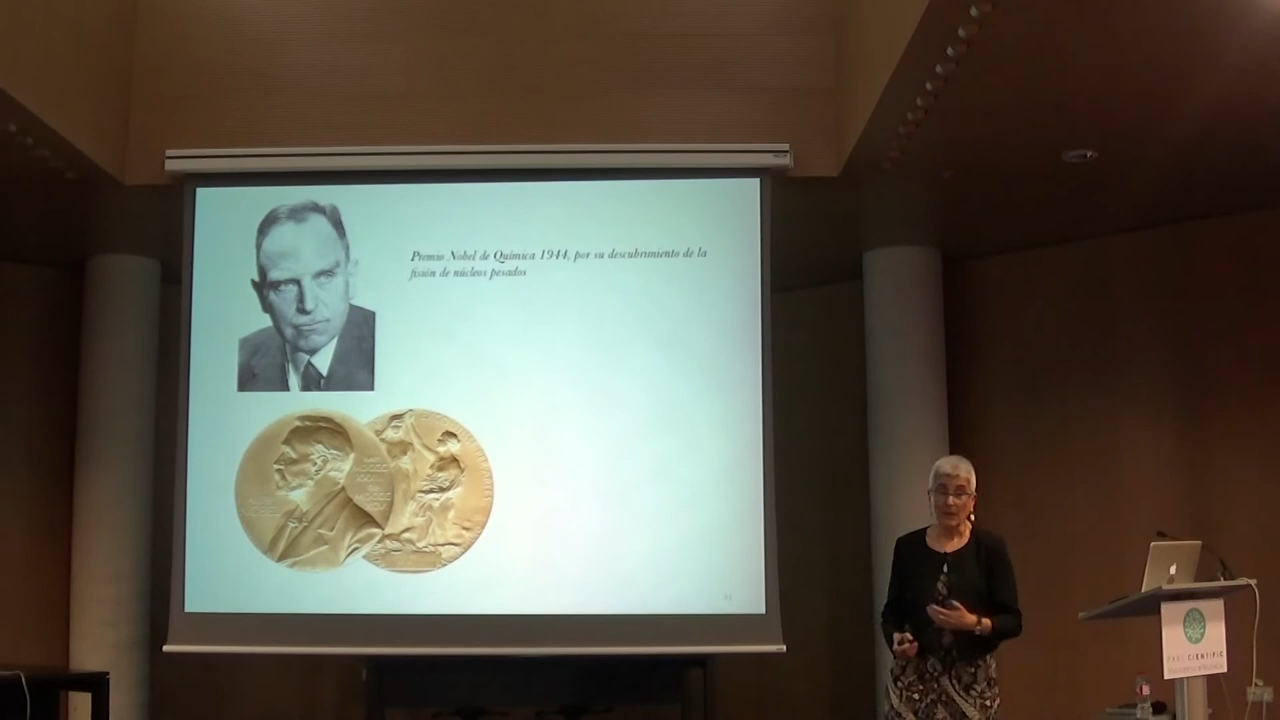 Premio Nobel de Química 1944, por su descubrimiento de la
fisión de núcleos pesados
PARC CIENTÍFIC